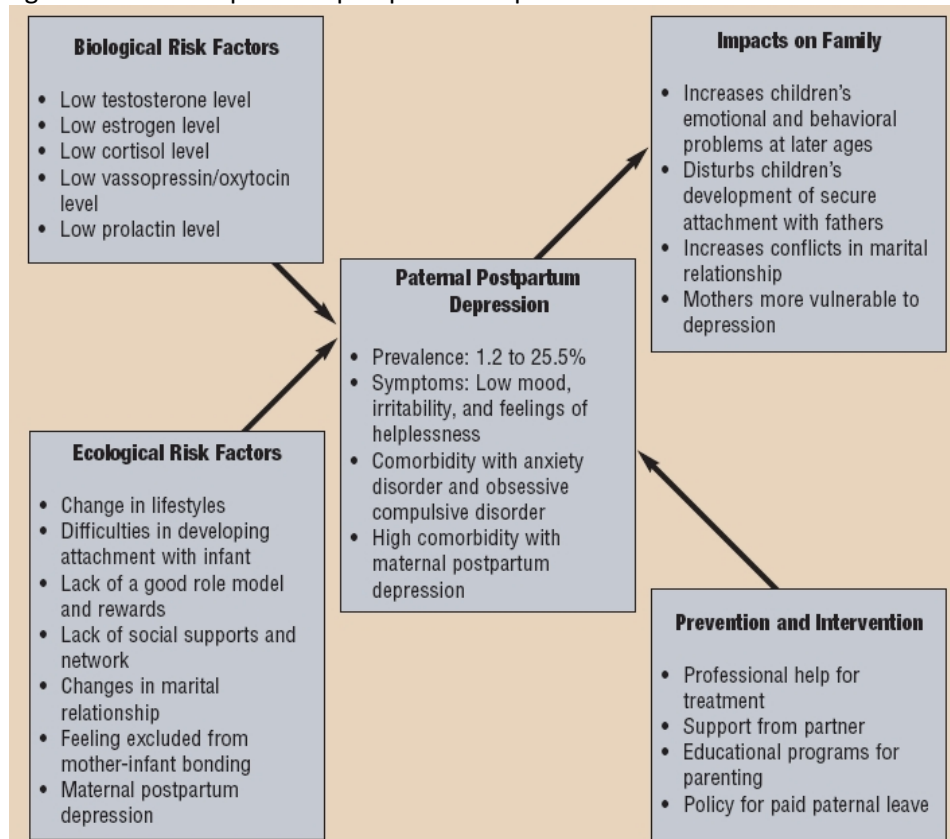 Biological Risk Factors
• Low testosterone level
• Low estrogen level
• Low cortisol level
• Low vassopressin/oxytocin
level
• Low prolactin level
Impacts on Family
• Increases children's
emotional and behavioral
problems at later ages
• Disturbs children's
development of secure
attachment with fathers
• Increases conflicts in marital
relationship
• Mothers more vulnerable to
depression
Paternal Postpartum
Depression
• Prevalence: 1.2 to 25.5%
• Symptoms: Low mood,
irritability, and feelings of
helplessness
• Comorbidity with anxiety
disorder and obsessive
compulsive disorder
• High comorbidity with
maternal postpartum
depression
Ecological Risk Factors
• Change in lifestyles
• Difficulties in developing
attachment with infant
• Lack of a good role model
and rewards
• Lack of social supports and
network
• Changes in marital
relationship
• Feeling excluded from
mother-infant bonding
• Maternal postpartum
depression
Prevention and Intervention
• Professional help for
treatment
• Support from partner
• Educational programs for
parenting
• Policy for paid paternal leave